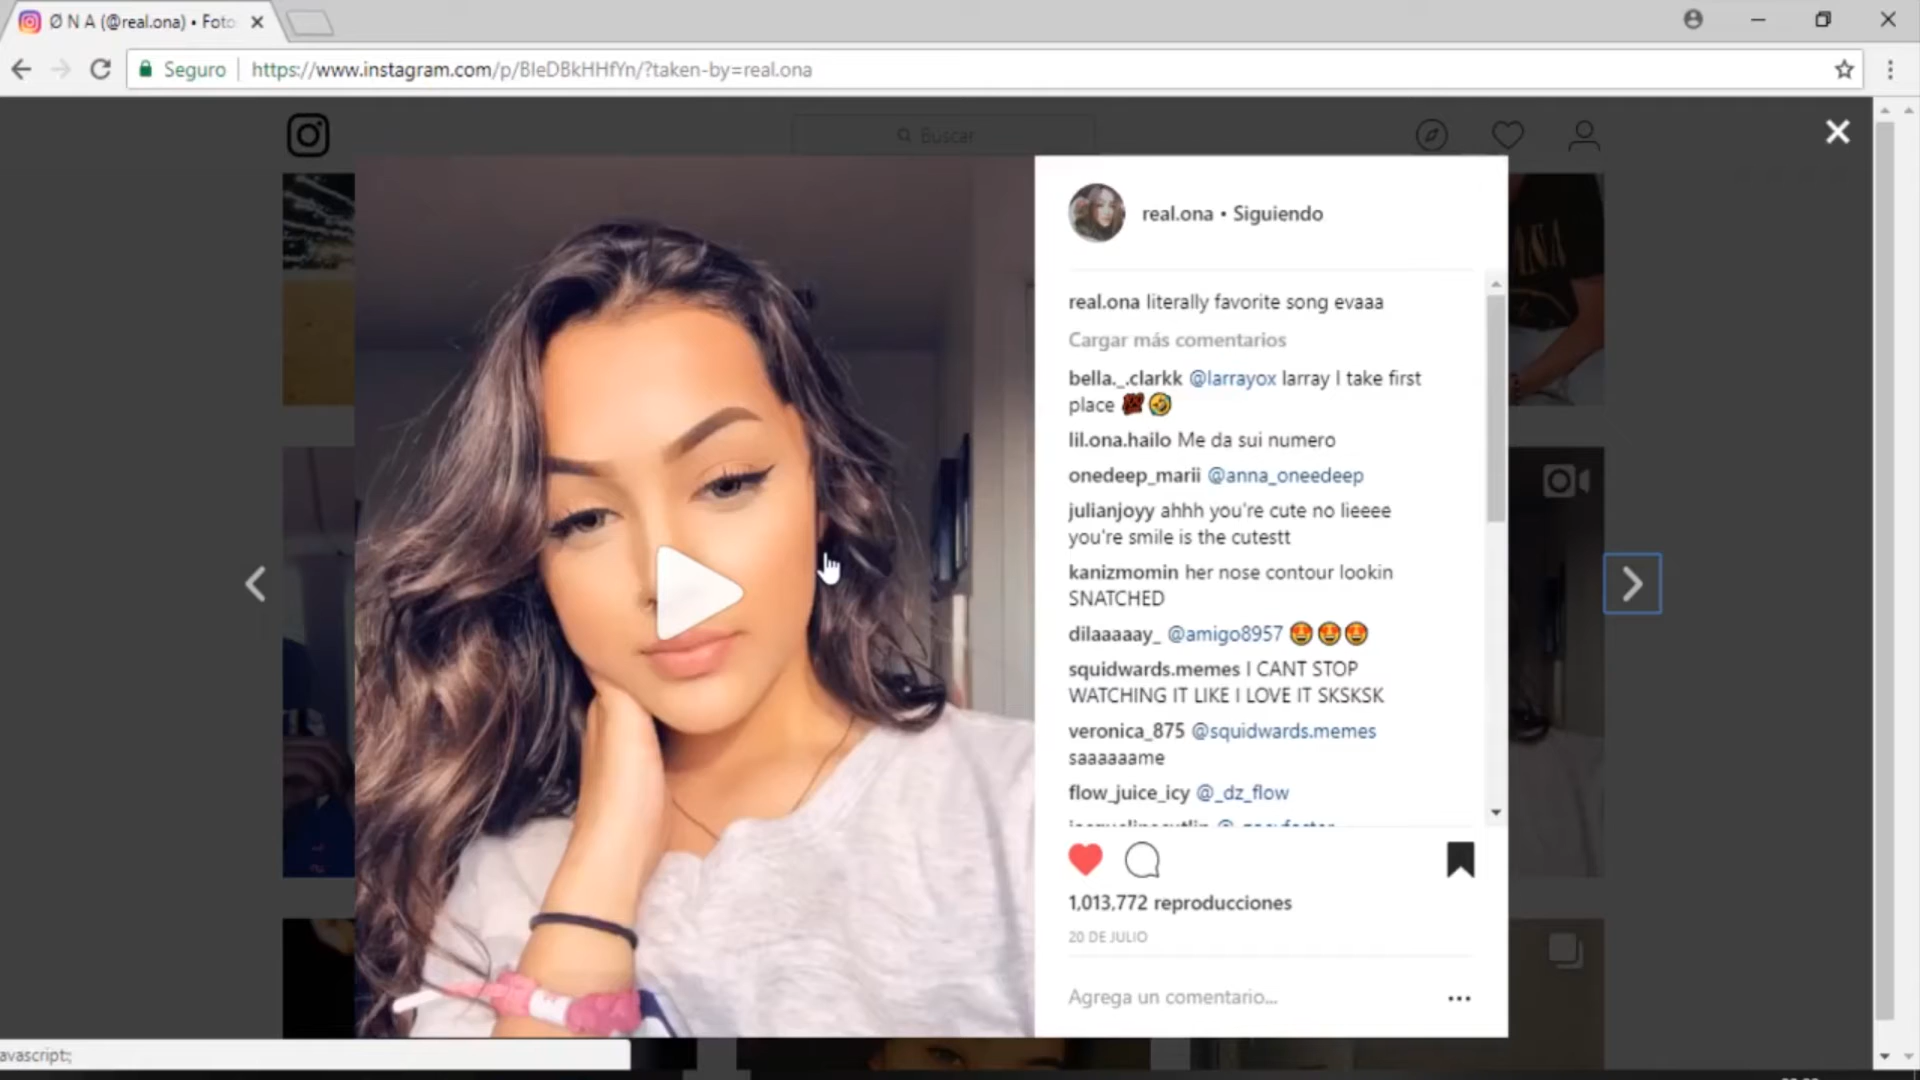 Ø N A (@real.ona) • Foto
Seguro
https://www.instagram.com/p/BleDBkHHfYn/?taken-by=real.ona
Buscar
real.ona • Siguiendo
real.ona literally favorite song evaaa
Cargar más comentarios
bella._.clarkk @larrayox larray I take first
place 💯🤣
lil.ona.hailo Me da sui numero
onedeep_marii @anna_oneedeep
julianjoyy ahhh you're cute no lieeee
you're smile is the cutestt
kanizmomin her nose contour lookin
SNATCHED
dilaaaaay_ @amigo8957 😍😍😍
squidwards.memes I CANT STOP
WATCHING IT LIKE I LOVE IT SKSKSK
veronica_875 @squidwards.memes
saaaaaame
flow_juice_icy @_dz_flow
1,013,772 reproducciones
20 DE JULIO
Agrega un comentario...
avascript:;